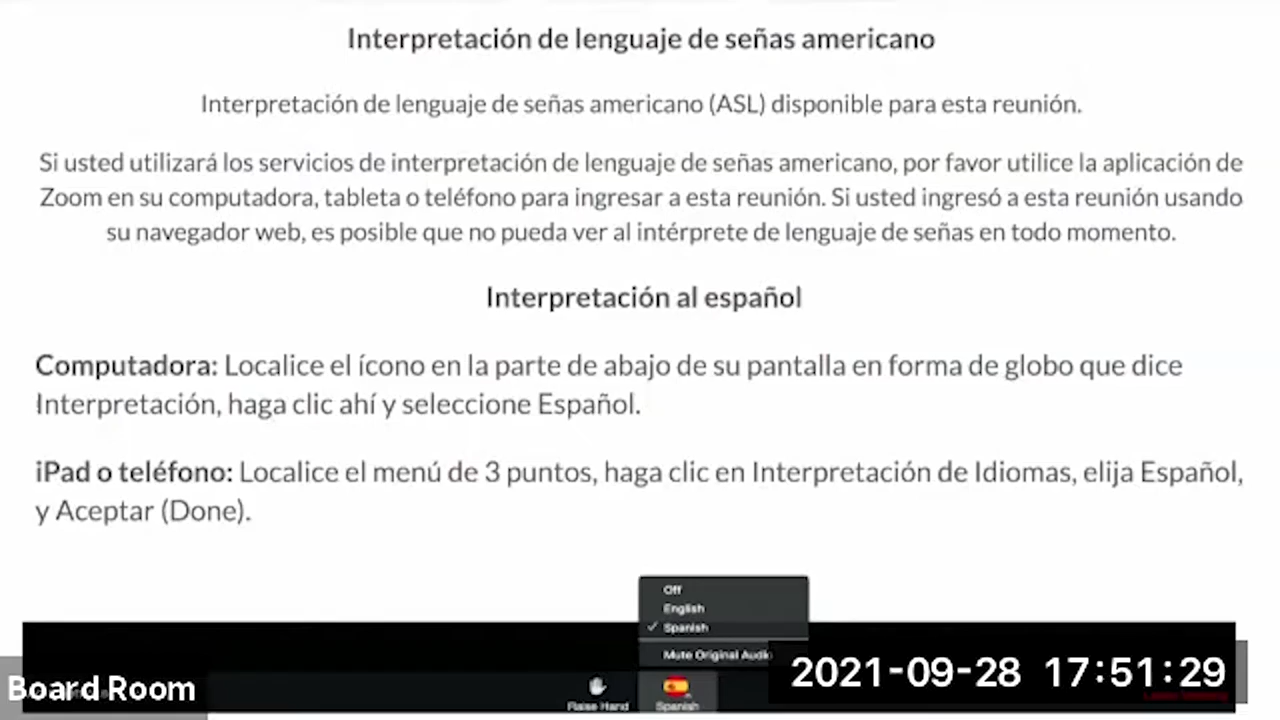 Interpretación de lenguaje de señas americano
Interpretación de lenguaje de señas americano (ASL) disponible para esta reunión.
Si usted utilizará los servicios de interpretación de lenguaje de señas americano, por favor utilice la aplicación de
Zoom en su computadora, tableta o teléfono para ingresar a esta reunión. Si usted ingresó a esta reunión usando
su navegador web, es posible que no pueda ver al intérprete de lenguaje de señas en todo momento.
Interpretación al español
Computadora: Localice el ícono en la parte de abajo de su pantalla en forma de globo que dice
Interpretación, haga clic ahí y seleccione Español.
iPad o teléfono: Localice el menú de 3 puntos, haga clic en Interpretación de Idiomas, elija Español,
y Aceptar (Done).
Off
English
Spanish
Mute Original Audio
2021-09-28 17:51:29
Board Room
Raise Hand
Spanish